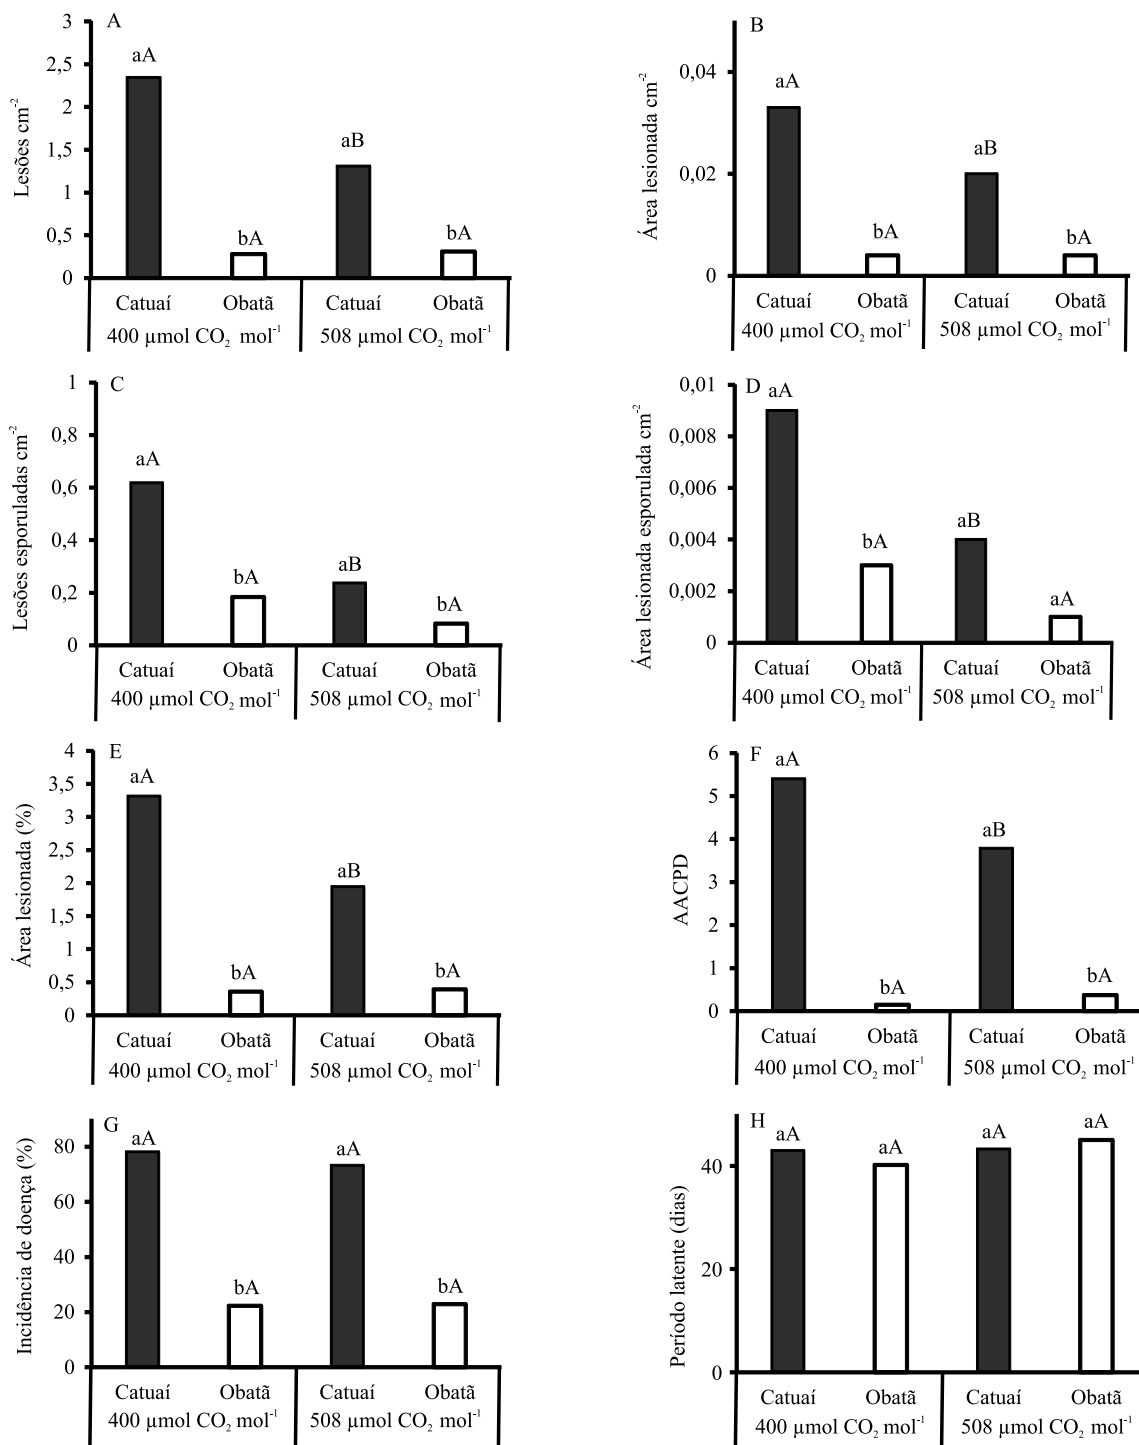 A
Lesões cm-2
3
2,5
2
1,5
1
0,5
0
aA
bA
aB
bA
Catuaí Obatã Catuaí Obatã
400 µmol CO2 mol-1 508 µmol CO2 mol-1
B
Área lesionada cm-2
0,04
0,02
0
aA
bA
aB
bA
Catuaí Obatã Catuaí Obatã
400 µmol CO2 mol-1 508 µmol CO2 mol-1
C
Lesões esporuladas cm-2
1
0,8
0,6
0,4
0,2
0
aA
bA
aB
bA
Catuaí Obatã Catuaí Obatã
400 µmol CO2 mol-1 508 µmol CO2 mol-1
D
Área lesionada esporulada cm-2
0,01
0,008
0,006
0,004
0,002
0
aA
bA
aB
aA
Catuaí Obatã Catuaí Obatã
400 µmol CO2 mol-1 508 µmol CO2 mol-1
E
Área lesionada (%)
4
3,5
3
2,5
2
1,5
1
0,5
0
aA
bA
aB
bA
Catuaí Obatã Catuaí Obatã
400 µmol CO2 mol-1 508 µmol CO2 mol-1
F
AACPD
6
5
4
3
2
1
0
aA
bA
aB
bA
Catuaí Obatã Catuaí Obatã
400 µmol CO2 mol-1 508 µmol CO2 mol-1
G
Incidência de doença (%)
80
60
40
20
0
aA
bA
aA
bA
Catuaí Obatã Catuaí Obatã
400 µmol CO2 mol-1 508 µmol CO2 mol-1
H
Período latente (dias)
40
20
0
aA
aA
aA
aA
Catuaí Obatã Catuaí Obatã
400 µmol CO2 mol-1 508 µmol CO2 mol-1